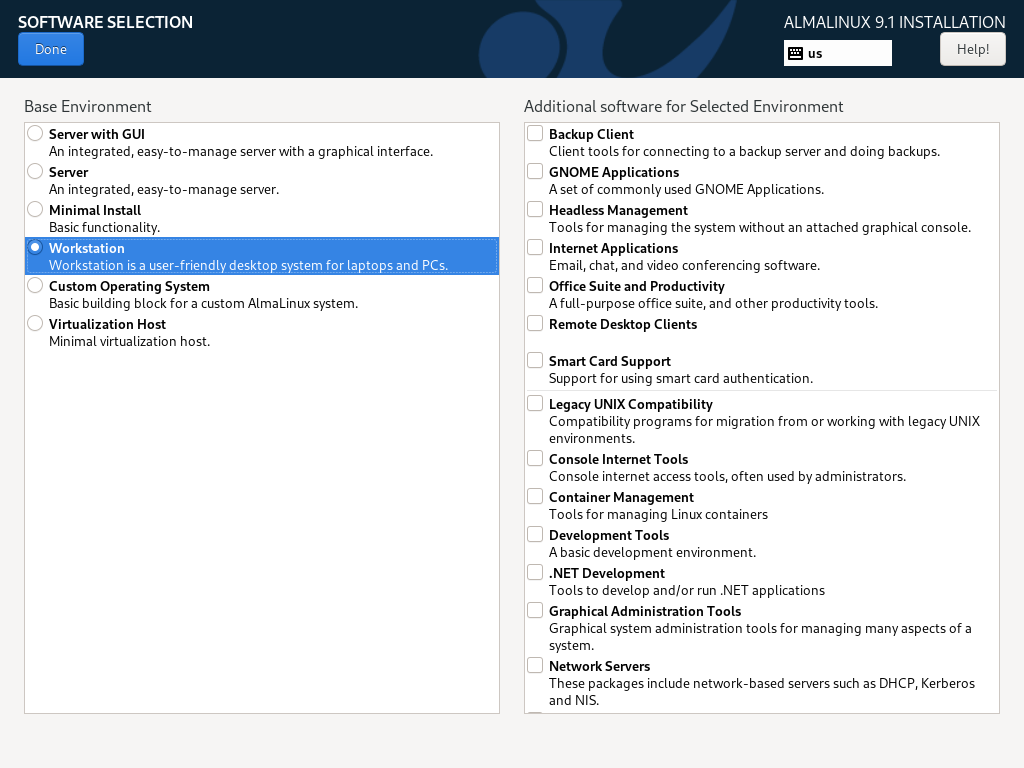 SOFTWARE SELECTION
Done
ALMALINUX 9.1 INSTALLATION
us
Help!
Base Environment
Server with GUI
An integrated, easy-to-manage server with a graphical interface.
Server
An integrated, easy-to-manage server.
Minimal Install
Basic functionality.
Workstation
Workstation is a user-friendly desktop system for laptops and PCs.
Custom Operating System
Basic building block for a custom AlmaLinux system.
Virtualization Host
Minimal virtualization host.
Additional software for Selected Environment
Backup Client
Client tools for connecting to a backup server and doing backups.
GNOME Applications
A set of commonly used GNOME Applications.
Headless Management
Tools for managing the system without an attached graphical console.
Internet Applications
Email, chat, and video conferencing software.
Office Suite and Productivity
A full-purpose office suite, and other productivity tools.
Remote Desktop Clients
Smart Card Support
Support for using smart card authentication.
Legacy UNIX Compatibility
Compatibility programs for migration from or working with legacy UNIX
environments.
Console Internet Tools
Console internet access tools, often used by administrators.
Container Management
Tools for managing Linux containers
Development Tools
A basic development environment.
.NET Development
Tools to develop and/or run .NET applications
Graphical Administration Tools
Graphical system administration tools for managing many aspects of a
system.
Network Servers
These packages include network-based servers such as DHCP, Kerberos
and NIS.